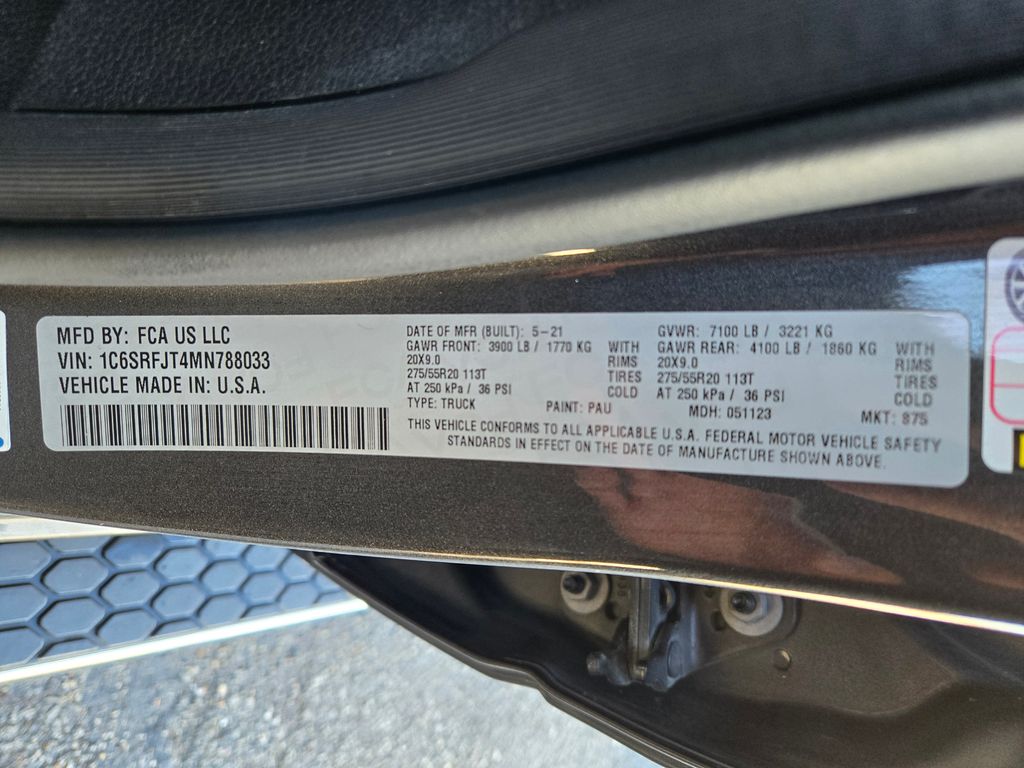 MFD BY: FCA US LLC
VIN: 1C6SRFJT4MN788033
VEHICLE MADE IN: U.S.A.
DATE OF MFR (BUILT): 5-21 GVWR: 7100 LB / 3221 KG
GAWR FRONT: 3900 LB / 1770 KG WITH GAWR REAR: 4100 LB / 1860 KG WITH
20X9.0 RIMS 20X9.0 RIMS
275/55R20 113T TIRES 275/55R20 113T TIRES
AT 250 kPa / 36 PSI COLD AT 250 kPa / 36 PSI COLD
TYPE: TRUCK PAINT: PAU MDH: 051123 MKT: 875
THIS VEHICLE CONFORMS TO ALL APPLICABLE U.S.A. FEDERAL MOTOR VEHICLE SAFETY
STANDARDS IN EFFECT ON THE DATE OF MANUFACTURE SHOWN ABOVE.